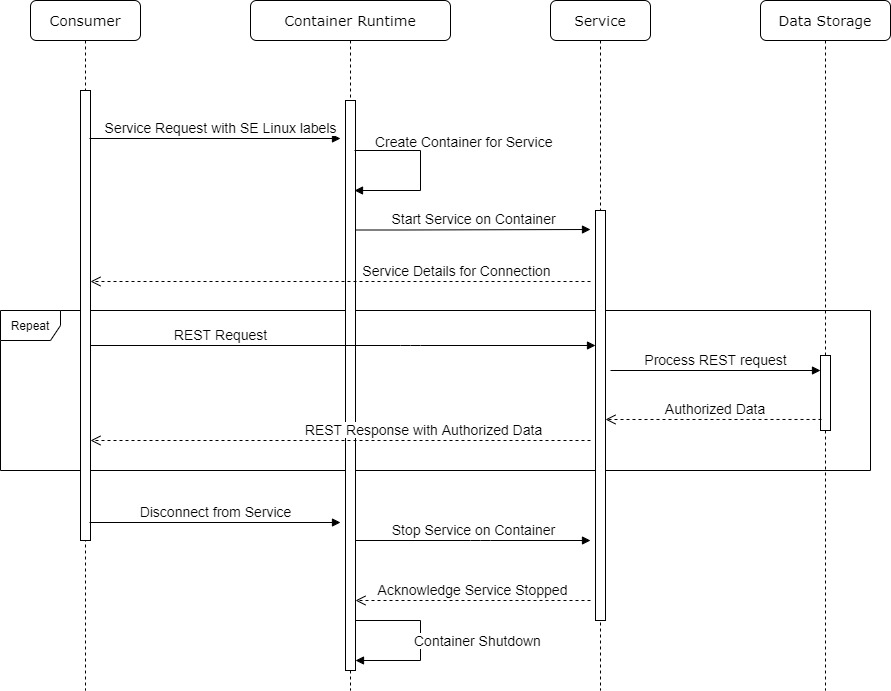 Consumer
Container Runtime
Service
Data Storage
Service Request with SE Linux labels
Create Container for Service
Start Service on Container
Service Details for Connection
Repeat
REST Request
Process REST request
Authorized Data
REST Response with Authorized Data
Disconnect from Service
Stop Service on Container
Acknowledge Service Stopped
Container Shutdown